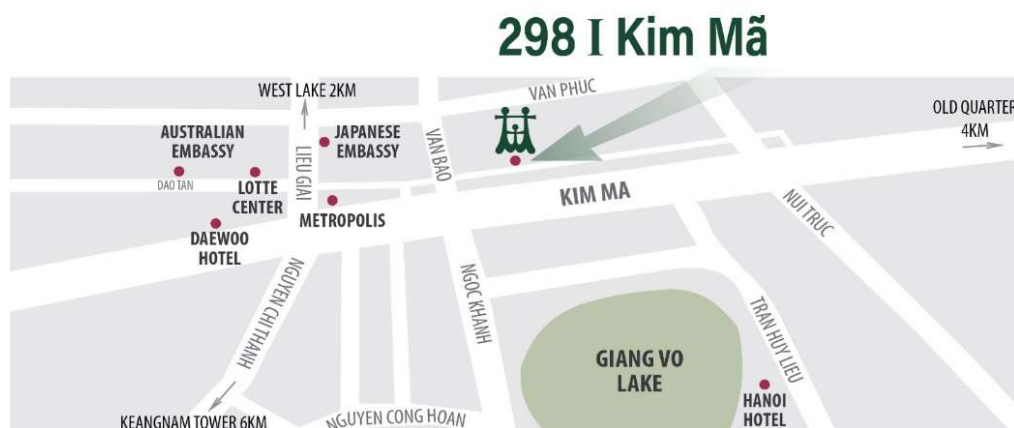 298 I Kim Mã
WEST LAKE 2KM
VAN PHUC
OLD QUARTER
4KM
AUSTRALIAN
EMBASSY
JAPANESE
EMBASSY
LIEU GIAI
VAN BAO
DAO TAN
LOTTE
CENTER
METROPOLIS
KIM MA
NUI TRUC
DAEWOO
HOTEL
NGUYEN CHI THANH
NGOC KHANH
TRAN HUY LIEU
GIANG VO
LAKE
HANOI
HOTEL
KEANGNAM TOWER 6KM
NGUYEN CONG HOAN